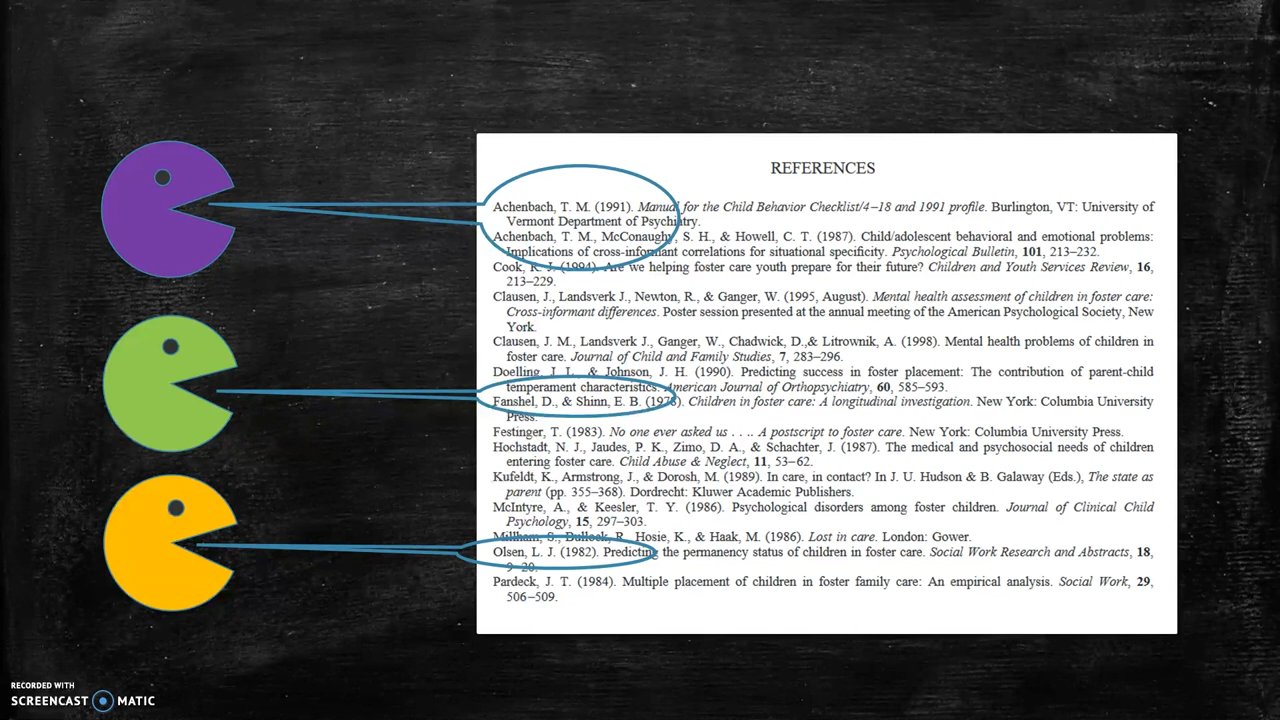 REFERENCES
Achenbach, T. M. (1991). Manual for the Child Behavior Checklist/4–18 and 1991 profile. Burlington, VT: University of
Vermont Department of Psychiatry.
Achenbach, T. M., McConaughy, S. H., & Howell, C. T. (1987). Child/adolescent behavioral and emotional problems:
Implications of cross-informant correlations for situational specificity. Psychological Bulletin, 101, 213–232.
Cook, R. J. (1994). Are we helping foster care youth prepare for their future? Children and Youth Services Review, 16,
213–229.
Clausen, J., Landsverk J., Newton, R., & Ganger, W. (1995, August). Mental health assessment of children in foster care:
Cross-informant differences. Poster session presented at the annual meeting of the American Psychological Society, New
York.
Clausen, J. M., Landsverk J., Ganger, W., Chadwick, D.,& Litrownik, A. (1998). Mental health problems of children in
foster care. Journal of Child and Family Studies, 7, 283–296.
Doelling, J. L., & Johnson, J. H. (1990). Predicting success in foster placement: The contribution of parent-child
temperament characteristics. American Journal of Orthopsychiatry, 60, 585–593.
Fanshel, D., & Shinn, E. B. (1978). Children in foster care: A longitudinal investigation. New York: Columbia University
Press.
Festinger, T. (1983). No one ever asked us . . .. A postscript to foster care. New York: Columbia University Press.
Hochstadt, N. J., Jaudes, P. K., Zimo, D. A., & Schachter, J. (1987). The medical and psychosocial needs of children
entering foster care. Child Abuse & Neglect, 11, 53–62.
Kufeldt, K., Armstrong, J., & Dorosh, M. (1989). In care, in contact? In J. U. Hudson & B. Galaway (Eds.), The state as
parent (pp. 355–368). Dordrecht: Kluwer Academic Publishers.
McIntyre, A., & Keesler, T. Y. (1986). Psychological disorders among foster children. Journal of Clinical Child
Psychology, 15, 297–303.
Millham, S., Bullock, R., Hosie, K., & Haak, M. (1986). Lost in care. London: Gower.
Olsen, L. J. (1982). Predicting the permanency status of children in foster care. Social Work Research and Abstracts, 18,
9–20.
Pardeck, J. T. (1984). Multiple placement of children in foster family care: An empirical analysis. Social Work, 29,
506–509.
RECORDED WITH
SCREENCAST MATIC